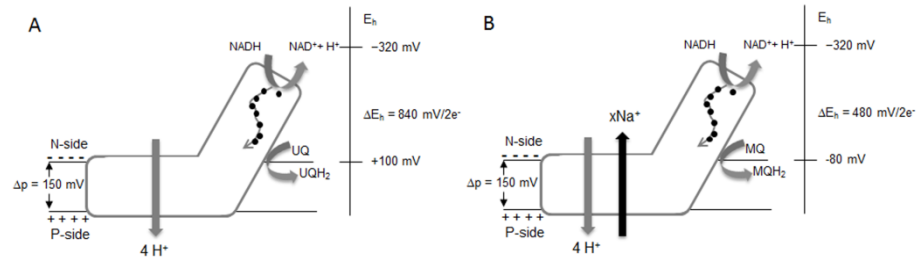 A
NADH
NAD⁺+ H⁺
Eₕ
−320 mV
ΔEₕ = 840 mV/2e⁻
N-side
UQ
+100 mV
UQH₂
Δp = 150 mV
+ + + +
P-side
4 H⁺
B
NADH
NAD⁺+ H⁺
Eₕ
−320 mV
xNa⁺
ΔEₕ = 480 mV/2e⁻
N-side
MQ
-80 mV
MQH₂
Δp = 150 mV
+ + + +
P-side
4 H⁺